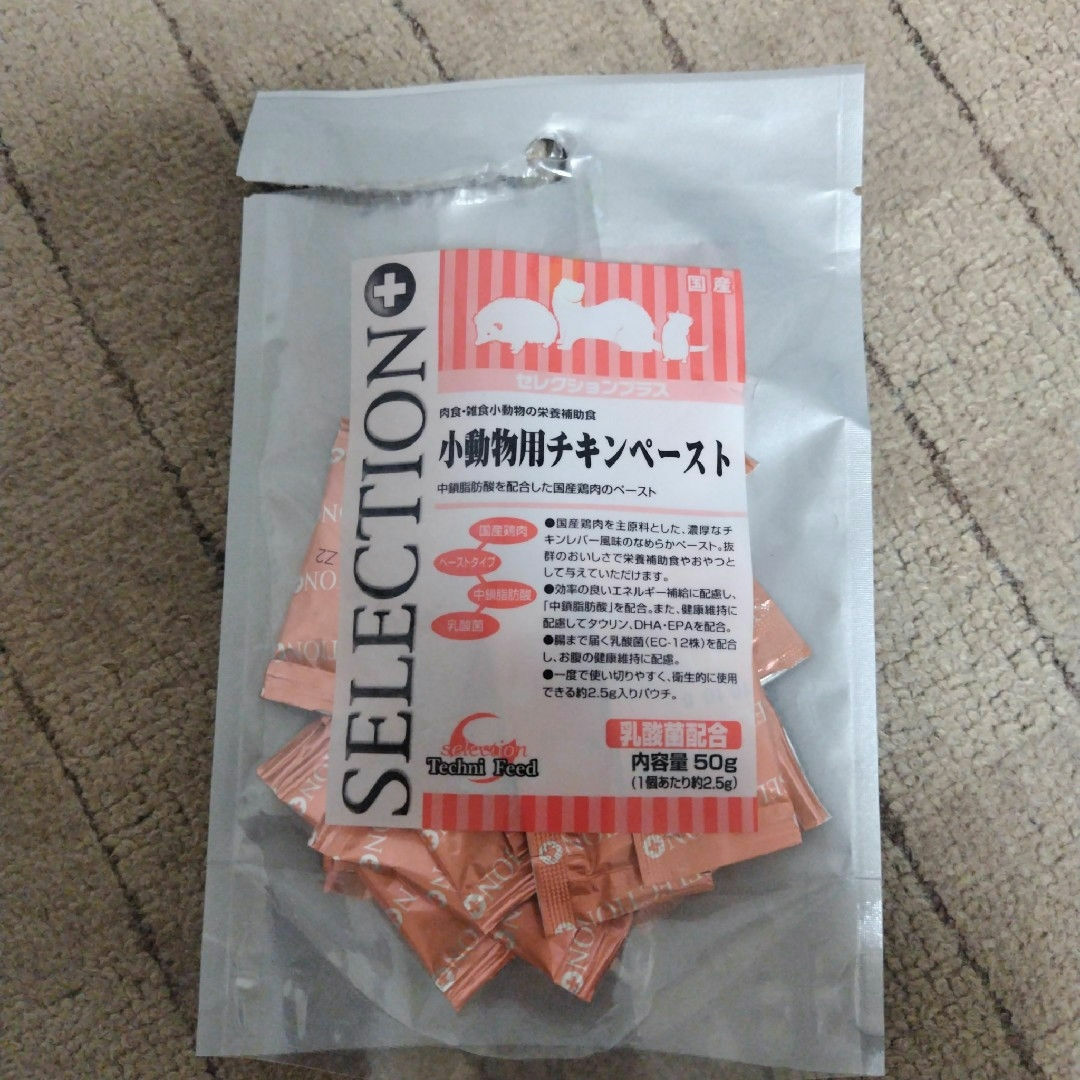 SELECTION
国産
セレクションプラス
肉食・雑食小動物の栄養補助食
小動物用チキンペースト
中鎖脂肪酸を配合した国産鶏肉のペースト
国産鶏肉
ペーストタイプ
中鎖脂肪酸
乳酸菌
●国産鶏肉を主原料とした、濃厚なチ
キンレバー風味のなめらかペースト。抜
群のおいしさで栄養補助食やおやつと
して与えていただけます。
●効率の良いエネルギー補給に配慮し、
「中鎖脂肪酸」を配合。また、健康維持に
配慮してタウリン、DHA・EPAを配合。
●腸まで届く乳酸菌(EC-12株)を配合
し、お腹の健康維持に配慮。
●一度で使い切りやすく、衛生的に使用
できる約2.5g入りパウチ。
selection
Techni Feed
乳酸菌配合
内容量 50g
(1個あたり約2.5g)